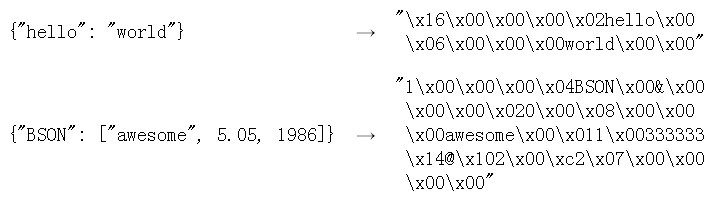 {"hello": "world"} → "\x16\x00\x00\x00\x02hello\x00
\x06\x00\x00\x00world\x00\x00"
{"BSON": ["awesome", 5.05, 1986]} → "1\x00\x00\x00\x04BSON\x00&\x00
\x00\x00\x020\x00\x08\x00\x00
\x00awesome\x00\x011\x00333333
\x14@\x102\x00\xc2\x07\x00\x00
\x00\x00"